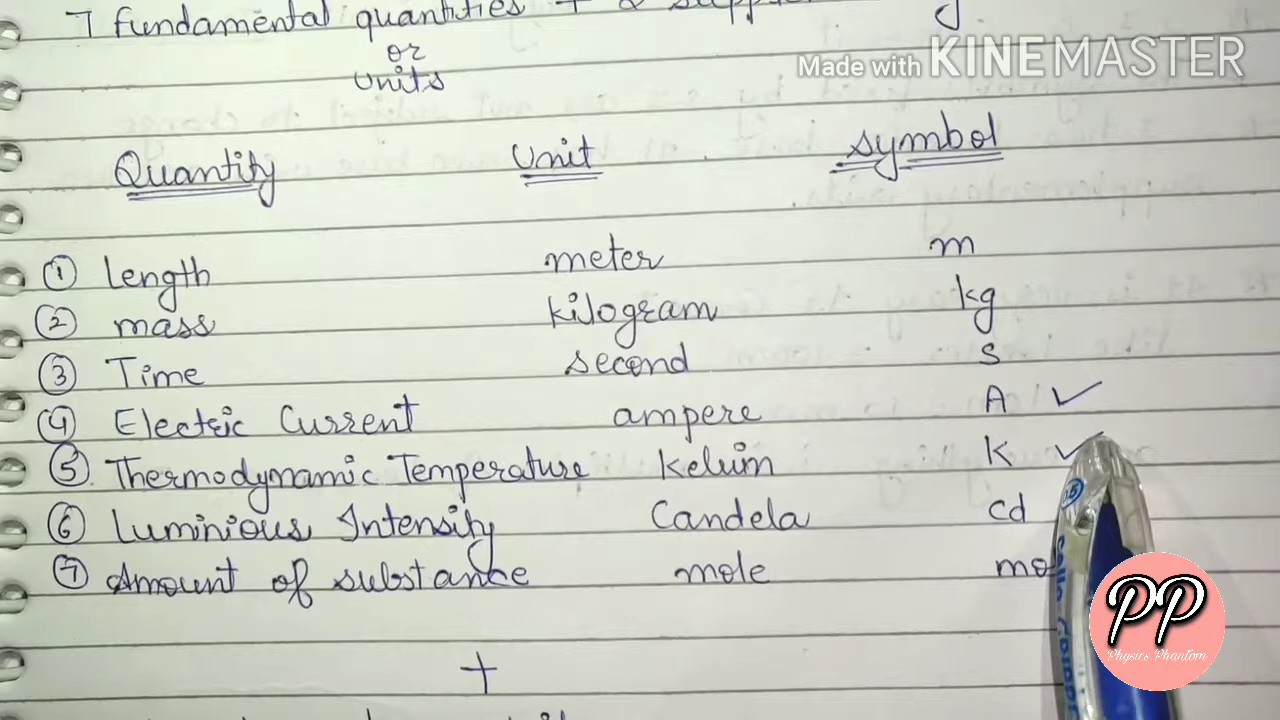 7 fundamental quantities + 2
or
units
Made with KINEMASTER
Quantity Unit Symbol
① length meter m
② mass kilogram kg
③ Time second s
④ Electric Current ampere A ✓
⑤ Thermodynamic Temperature Kelvin K ✓
⑥ Luminious Intensity Candela cd
⑦ Amount of substance mole mo
+
PP
Physics Phantom